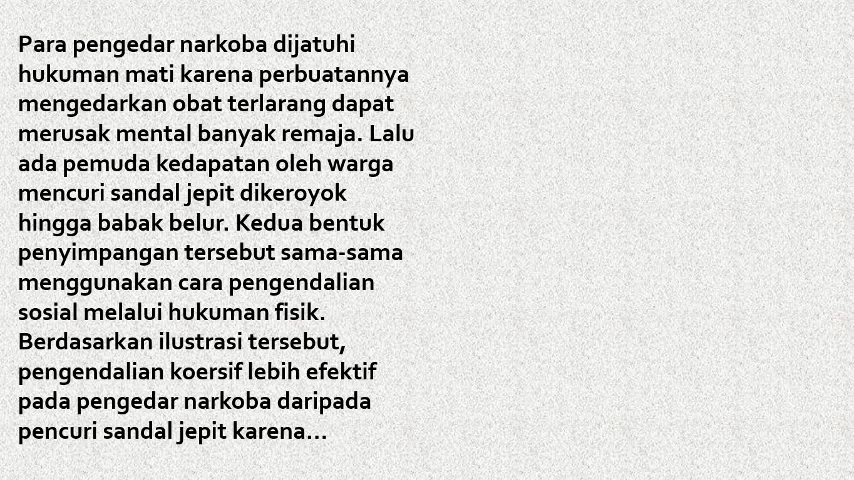 Para pengedar narkoba dijatuhi
hukuman mati karena perbuatannya
mengedarkan obat terlarang dapat
merusak mental banyak remaja. Lalu
ada pemuda kedapatan oleh warga
mencuri sandal jepit dikeroyok
hingga babak belur. Kedua bentuk
penyimpangan tersebut sama-sama
menggunakan cara pengendalian
sosial melalui hukuman fisik.
Berdasarkan ilustrasi tersebut,
pengendalian koersif lebih efektif
pada pengedar narkoba daripada
pencuri sandal jepit karena...